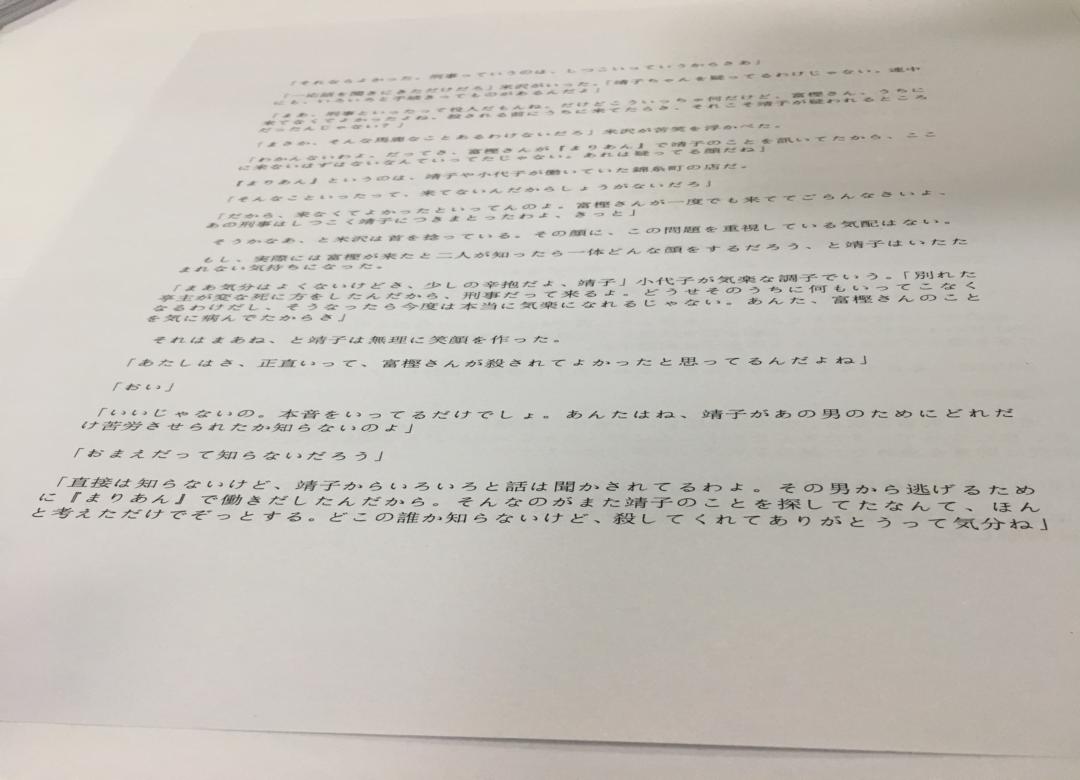 「それならよかった。刑事っていうのは、しつこいっていうからさあ」
「一応話を聞きにきただけだろ」米沢がいった。「靖子ちゃんを疑ってるわけじゃない。連中
にも、いろいろと手続きってものがあるんだよ」
「まあ、刑事といったって役人だもんね。だけどこういっちゃ何だけど、富樫さん、うちに
来てなくてよかったよね。殺される前にうちに来てたらさ、それこそ靖子が疑われるところ
だったんじゃない?」
「まさか、そんな馬鹿なことあるわけないだろ」米沢が苦笑を浮かべた。
「わかんないわよ。だってさ、富樫さんが『まりあん』で靖子のことを訊いてたから、ここ
に来ないはずはないなんていってたじゃない。あれは疑ってる顔だね」
『まりあん』というのは、靖子や小代子が働いていた錦糸町の店だ。
「そんなこといったって、来てないんだからしょうがないだろ」
「だから、来なくてよかったといってんのよ。富樫さんが一度でも来ててごらんなさいよ、
あの刑事はしつこく靖子につきまとったわよ、きっと」
そうかなあ、と米沢は首を捻っている。その顔に、この問題を重視している気配はない。
もし、実際には富樫が来たと二人が知ったら一体どんな顔をするだろう、と靖子はいたた
まれない気持ちになった。
「まあ気分はよくないけどさ、少しの辛抱だよ、靖子」小代子が気楽な調子でいう。「別れた
亭主が変な死に方をしたんだから、刑事だって来るよ。どうせそのうちに何もいってこなく
なるわけだし、そうなったら今度は本当に気楽になれるじゃない。あんた、富樫さんのこと
を気に病んでたからさ」
それはまあね、と靖子は無理に笑顔を作った。
「あたしはさ、正直いって、富樫さんが殺されてよかったと思ってるんだよね」
「おい」
「いいじゃないの。本音をいってるだけでしょ。あんたはね、靖子があの男のためにどれだ
け苦労させられたか知らないのよ」
「おまえだって知らないだろう」
「直接は知らないけど、靖子からいろいろと話は聞かされてるわよ。その男から逃げるため
に『まりあん』で働きだしたんだから。そんなのがまた靖子のことを探してたなんて、ほん
と考えただけでぞっとする。どこの誰か知らないけど、殺してくれてありがとうって気分ね」